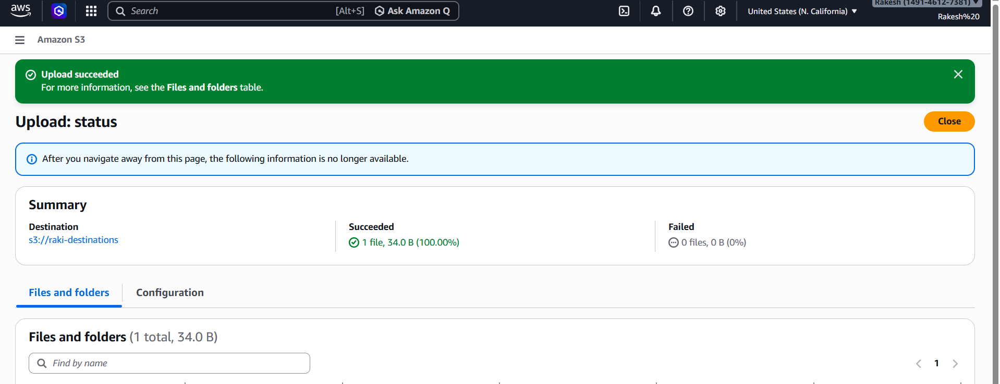 aws
Search [Alt+S] Ask Amazon Q
United States (N. California)
Rakesh (1491-4612-7381)
Rakesh%20
Amazon S3
Upload succeeded
For more information, see the Files and folders table.
Upload: status
Close
After you navigate away from this page, the following information is no longer available.
Summary
Destination
s3://raki-destinations
Succeeded
1 file, 34.0 B (100.00%)
Failed
0 files, 0 B (0%)
Files and folders
Configuration
Files and folders (1 total, 34.0 B)
Find by name
1